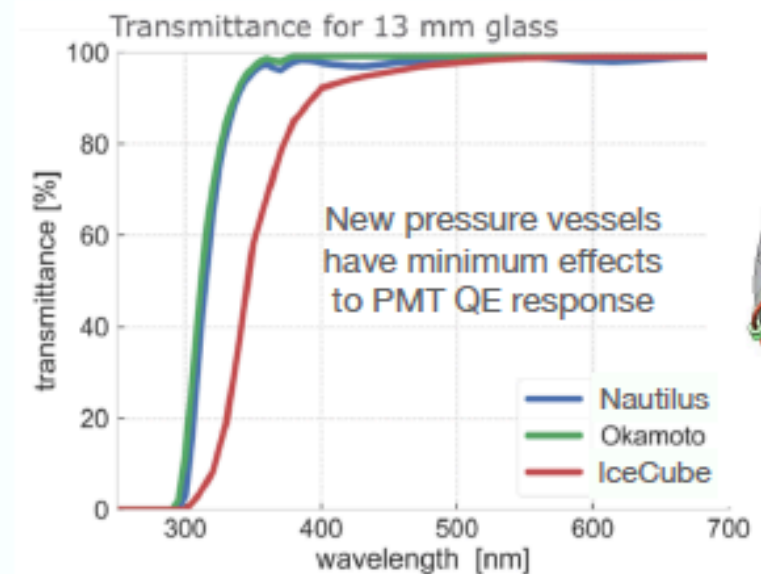 Transmittance for 13 mm glass
100
80
60
40
20
0
transmittance [%]
New pressure vessels
have minimum effects
to PMT QE response
Nautilus
Okamoto
IceCube
300 400 500 600 700
wavelength [nm]